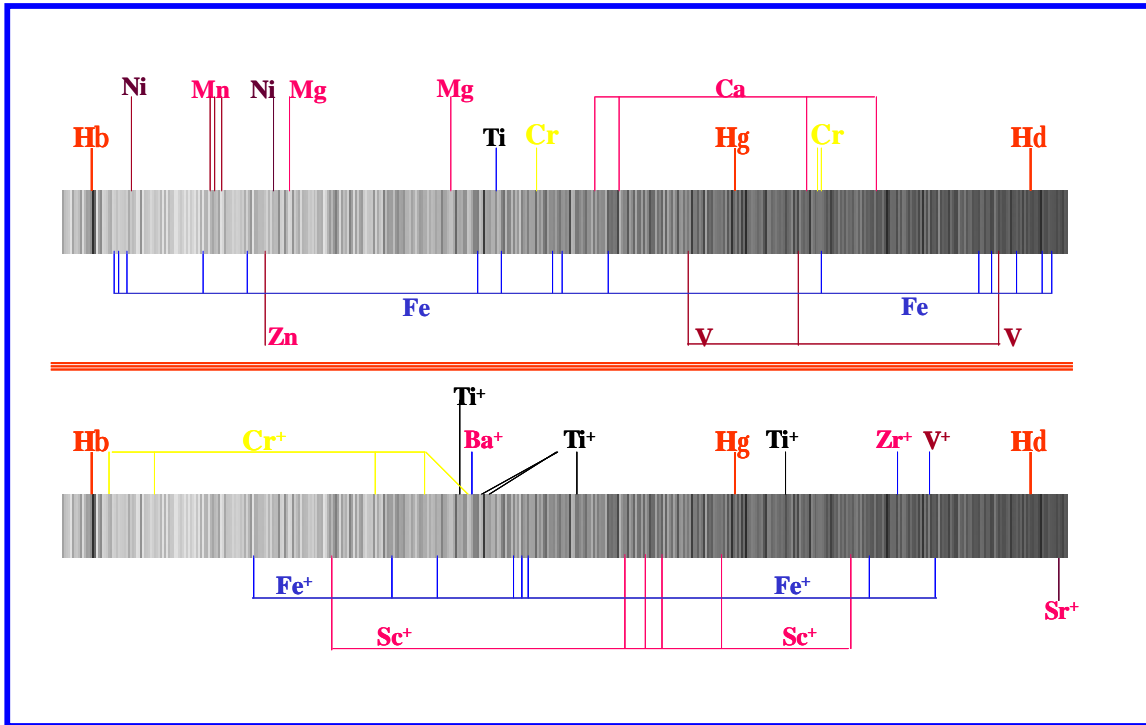 Ni Mn Ni Mg Mg Ca
Hb Ti Cr Hg Cr Hd
Fe Fe
Zn V V
Ti⁺
Hb Cr⁺ Ba⁺ Ti⁺ Hg Ti⁺ Zr⁺ V⁺ Hd
Fe⁺ Fe⁺
Sr⁺
Sc⁺ Sc⁺